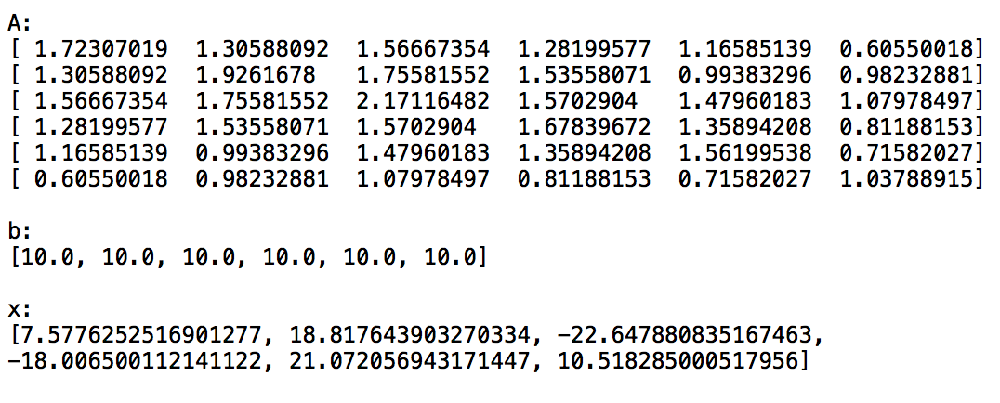 A:
[ 1.72307019  1.30588092  1.56667354  1.28199577  1.16585139  0.60550018]
[ 1.30588092  1.9261678   1.75581552  1.53558071  0.99383296  0.98232881]
[ 1.56667354  1.75581552  2.17116482  1.5702904   1.47960183  1.07978497]
[ 1.28199577  1.53558071  1.5702904   1.67839672  1.35894208  0.81188153]
[ 1.16585139  0.99383296  1.47960183  1.35894208  1.56199538  0.71582027]
[ 0.60550018  0.98232881  1.07978497  0.81188153  0.71582027  1.03788915]
b:
[10.0, 10.0, 10.0, 10.0, 10.0, 10.0]
x:
[7.5776252516901277, 18.817643903270334, -22.647880835167463,
-18.006500112141122, 21.072056943171447, 10.518285000517956]